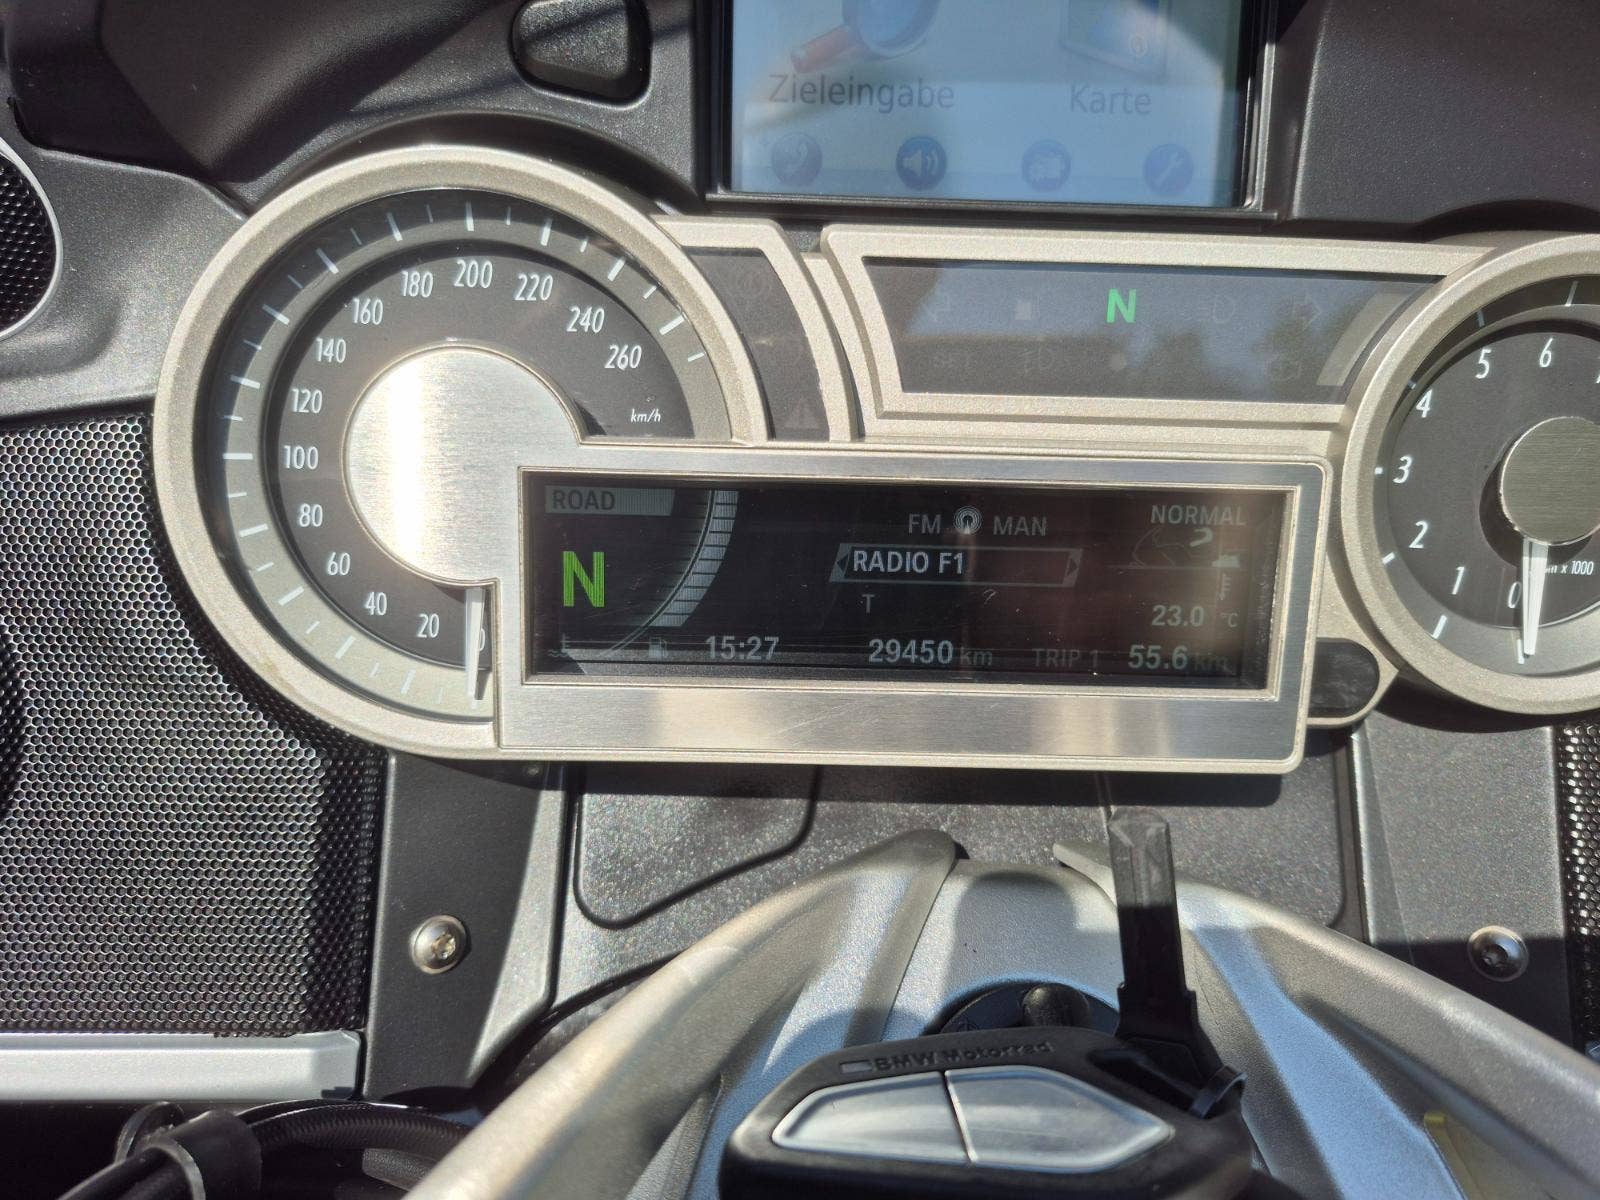 Zieleingabe Karte
20 40 60 80 100 120 140 160 180 200 220 240 260
km/h
N
5 6
4
3
2
1
0
x 1000
ROAD
N
FM MAN
RADIO F1
T
NORMAL
23.0 °C
15:27 29450 km TRIP 1 55.6 km
BMW Motorrad